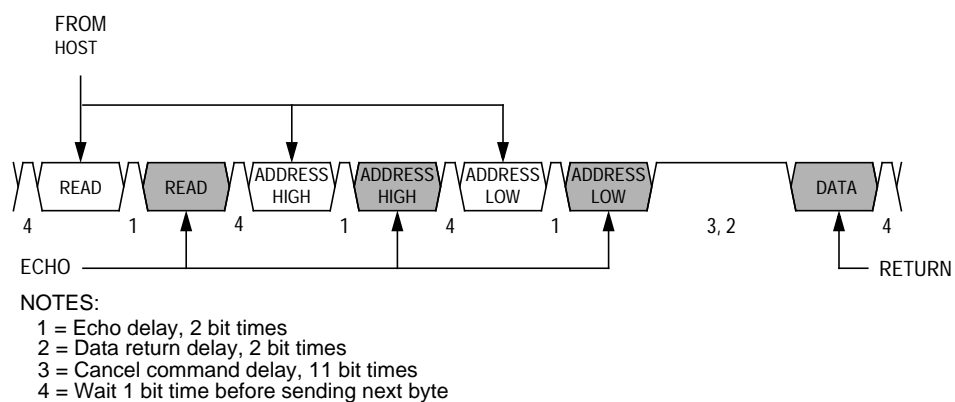 FROM
HOST
READ READ ADDRESS HIGH ADDRESS HIGH ADDRESS LOW ADDRESS LOW DATA
4 1 4 1 4 1 3, 2 4
ECHO RETURN
NOTES:
1 = Echo delay, 2 bit times
2 = Data return delay, 2 bit times
3 = Cancel command delay, 11 bit times
4 = Wait 1 bit time before sending next byte